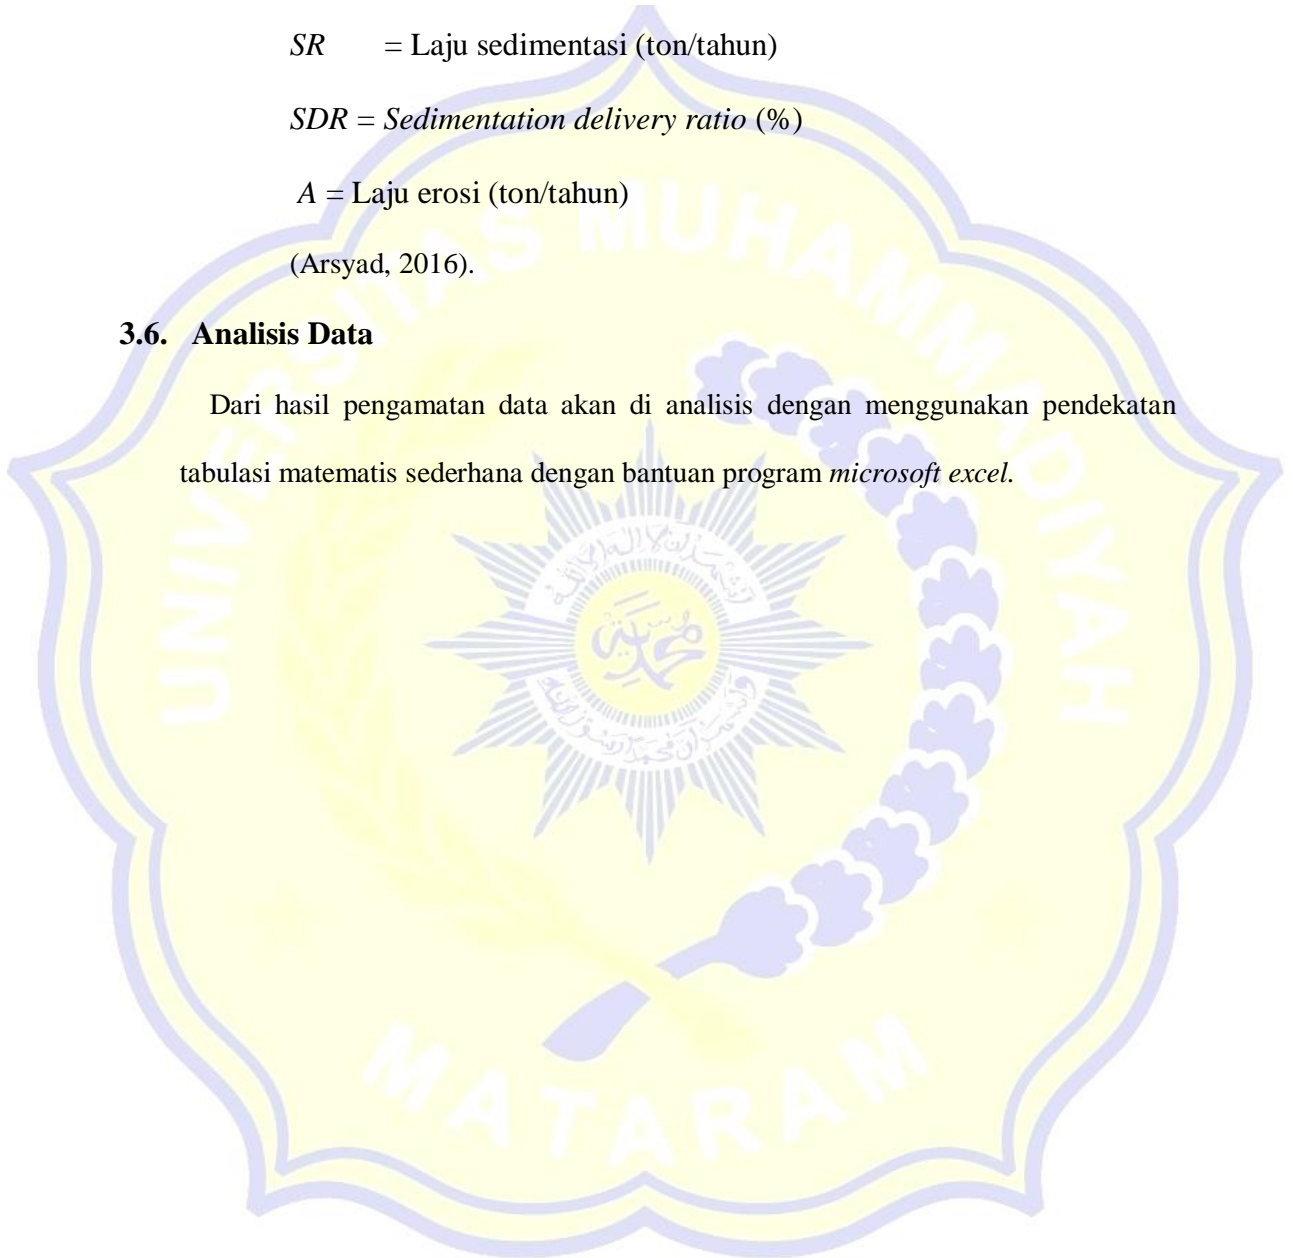 SR = Laju sedimentasi (ton/tahun)
SDR = Sedimentation delivery ratio (%)
A = Laju erosi (ton/tahun)
(Arsyad, 2016).
3.6. Analisis Data
Dari hasil pengamatan data akan di analisis dengan menggunakan pendekatan
tabulasi matematis sederhana dengan bantuan program microsoft excel.
UNIVERSITAS MUHAMMADIYAH
MATARAM